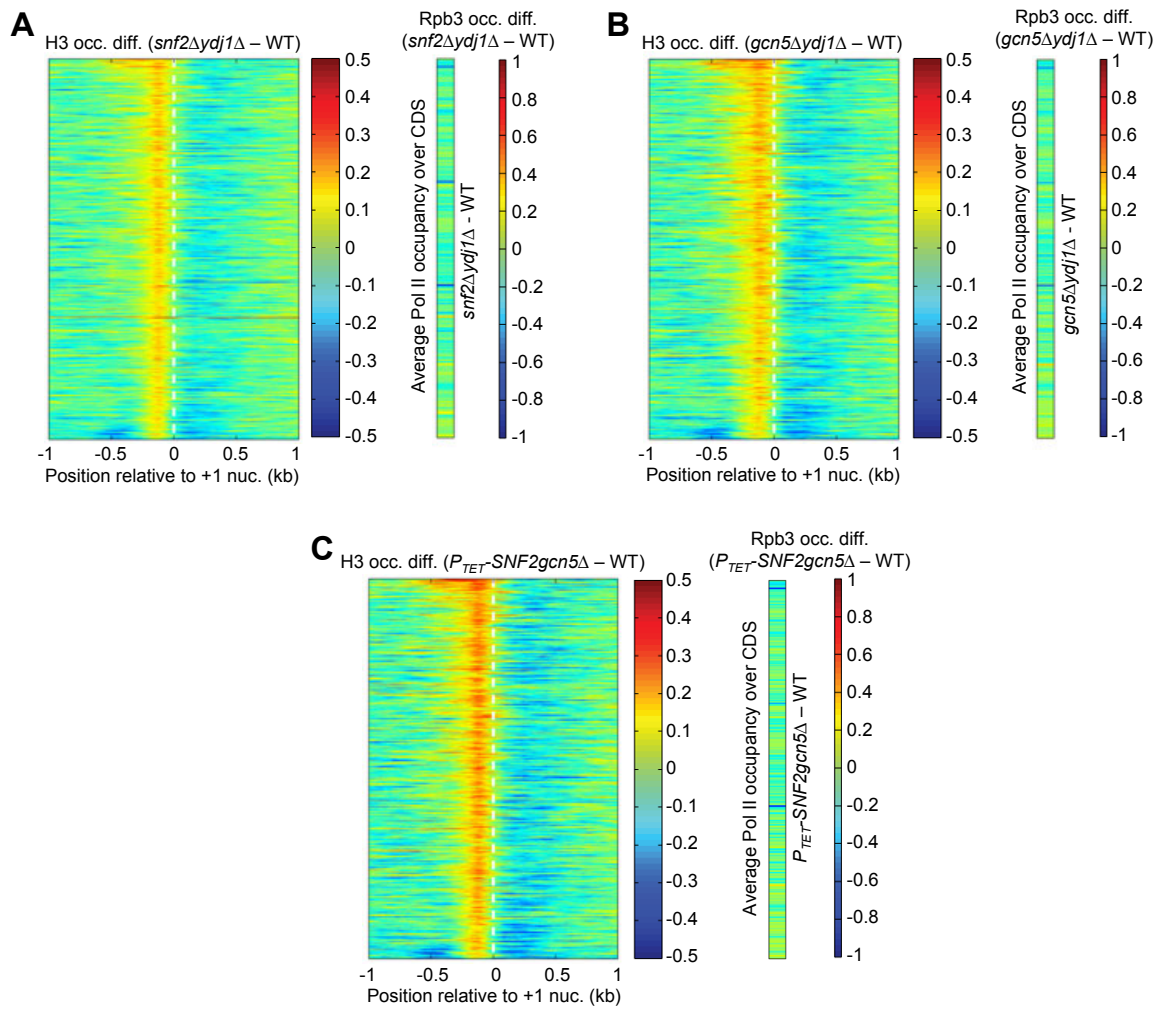 A
H3 occ. diff. (snf2Δydj1Δ – WT)
Rpb3 occ. diff.
(snf2Δydj1Δ – WT)
0.5
0.4
0.3
0.2
0.1
0
-0.1
-0.2
-0.3
-0.4
-0.5
Average Pol II occupancy over CDS
snf2Δydj1Δ - WT
1
0.8
0.6
0.4
0.2
0
-0.2
-0.4
-0.6
-0.8
-1
-1 -0.5 0 0.5 1
Position relative to +1 nuc. (kb)
B
H3 occ. diff. (gcn5Δydj1Δ – WT)
Rpb3 occ. diff.
(gcn5Δydj1Δ – WT)
0.5
0.4
0.3
0.2
0.1
0
-0.1
-0.2
-0.3
-0.4
-0.5
Average Pol II occupancy over CDS
gcn5Δydj1Δ - WT
1
0.8
0.6
0.4
0.2
0
-0.2
-0.4
-0.6
-0.8
-1
-1 -0.5 0 0.5 1
Position relative to +1 nuc. (kb)
C
H3 occ. diff. (PTET-SNF2gcn5Δ – WT)
Rpb3 occ. diff.
(PTET-SNF2gcn5Δ – WT)
0.5
0.4
0.3
0.2
0.1
0
-0.1
-0.2
-0.3
-0.4
-0.5
Average Pol II occupancy over CDS
PTET-SNF2gcn5Δ – WT
1
0.8
0.6
0.4
0.2
0
-0.2
-0.4
-0.6
-0.8
-1
-1 -0.5 0 0.5 1
Position relative to +1 nuc. (kb)